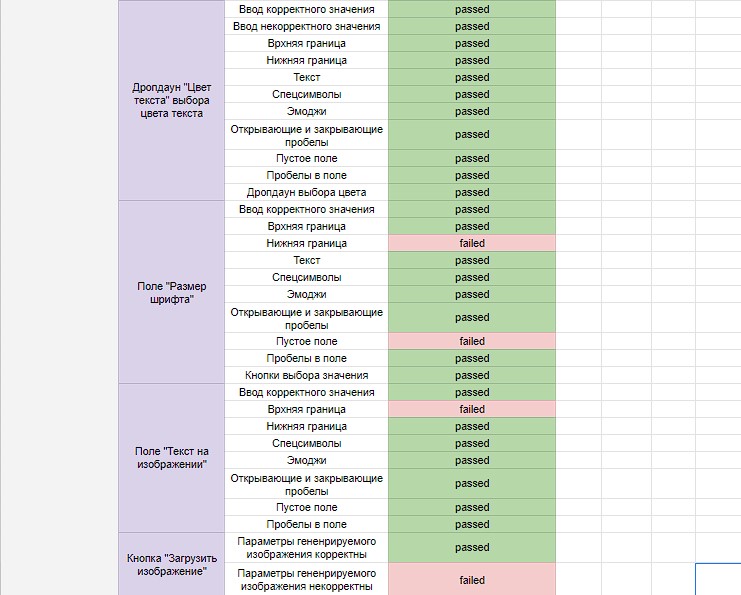 Дропдаун "Цвет
текста" выбора
цвета текста
Ввод корректного значения passed
Ввод некорректного значения passed
Врхняя граница passed
Нижняя граница passed
Текст passed
Спецсимволы passed
Эмоджи passed
Открывающие и закрывающие
пробелы passed
Пустое поле passed
Пробелы в поле passed
Дропдаун выбора цвета passed
Поле "Размер
шрифта"
Ввод корректного значения passed
Врхняя граница passed
Нижняя граница failed
Текст passed
Спецсимволы passed
Эмоджи passed
Открывающие и закрывающие
пробелы passed
Пустое поле failed
Пробелы в поле passed
Кнопки выбора значения passed
Поле "Текст на
изображении"
Ввод корректного значения passed
Врхняя граница failed
Нижняя граница passed
Спецсимволы passed
Эмоджи passed
Открывающие и закрывающие
пробелы passed
Пустое поле passed
Пробелы в поле passed
Кнопка "Загрузить
изображение"
Параметры гененрируемого
изображения корректны passed
Параметры гененрируемого
изображения некорректны failed